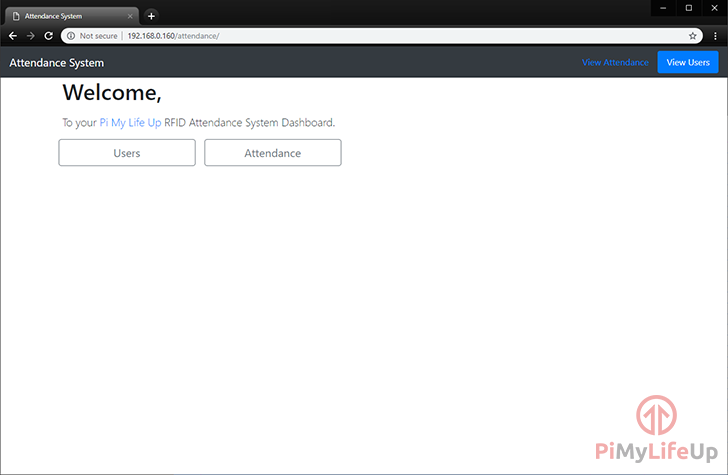 Attendance System
Not secure | 192.168.0.160/attendance/
Attendance System
View Attendance
View Users
Welcome,
To your Pi My Life Up RFID Attendance System Dashboard.
Users
Attendance
PiMyLifeUp